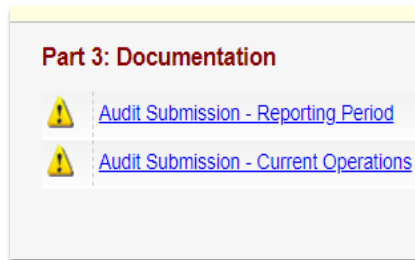 Part 3: Documentation
Audit Submission - Reporting Period
Audit Submission - Current Operations